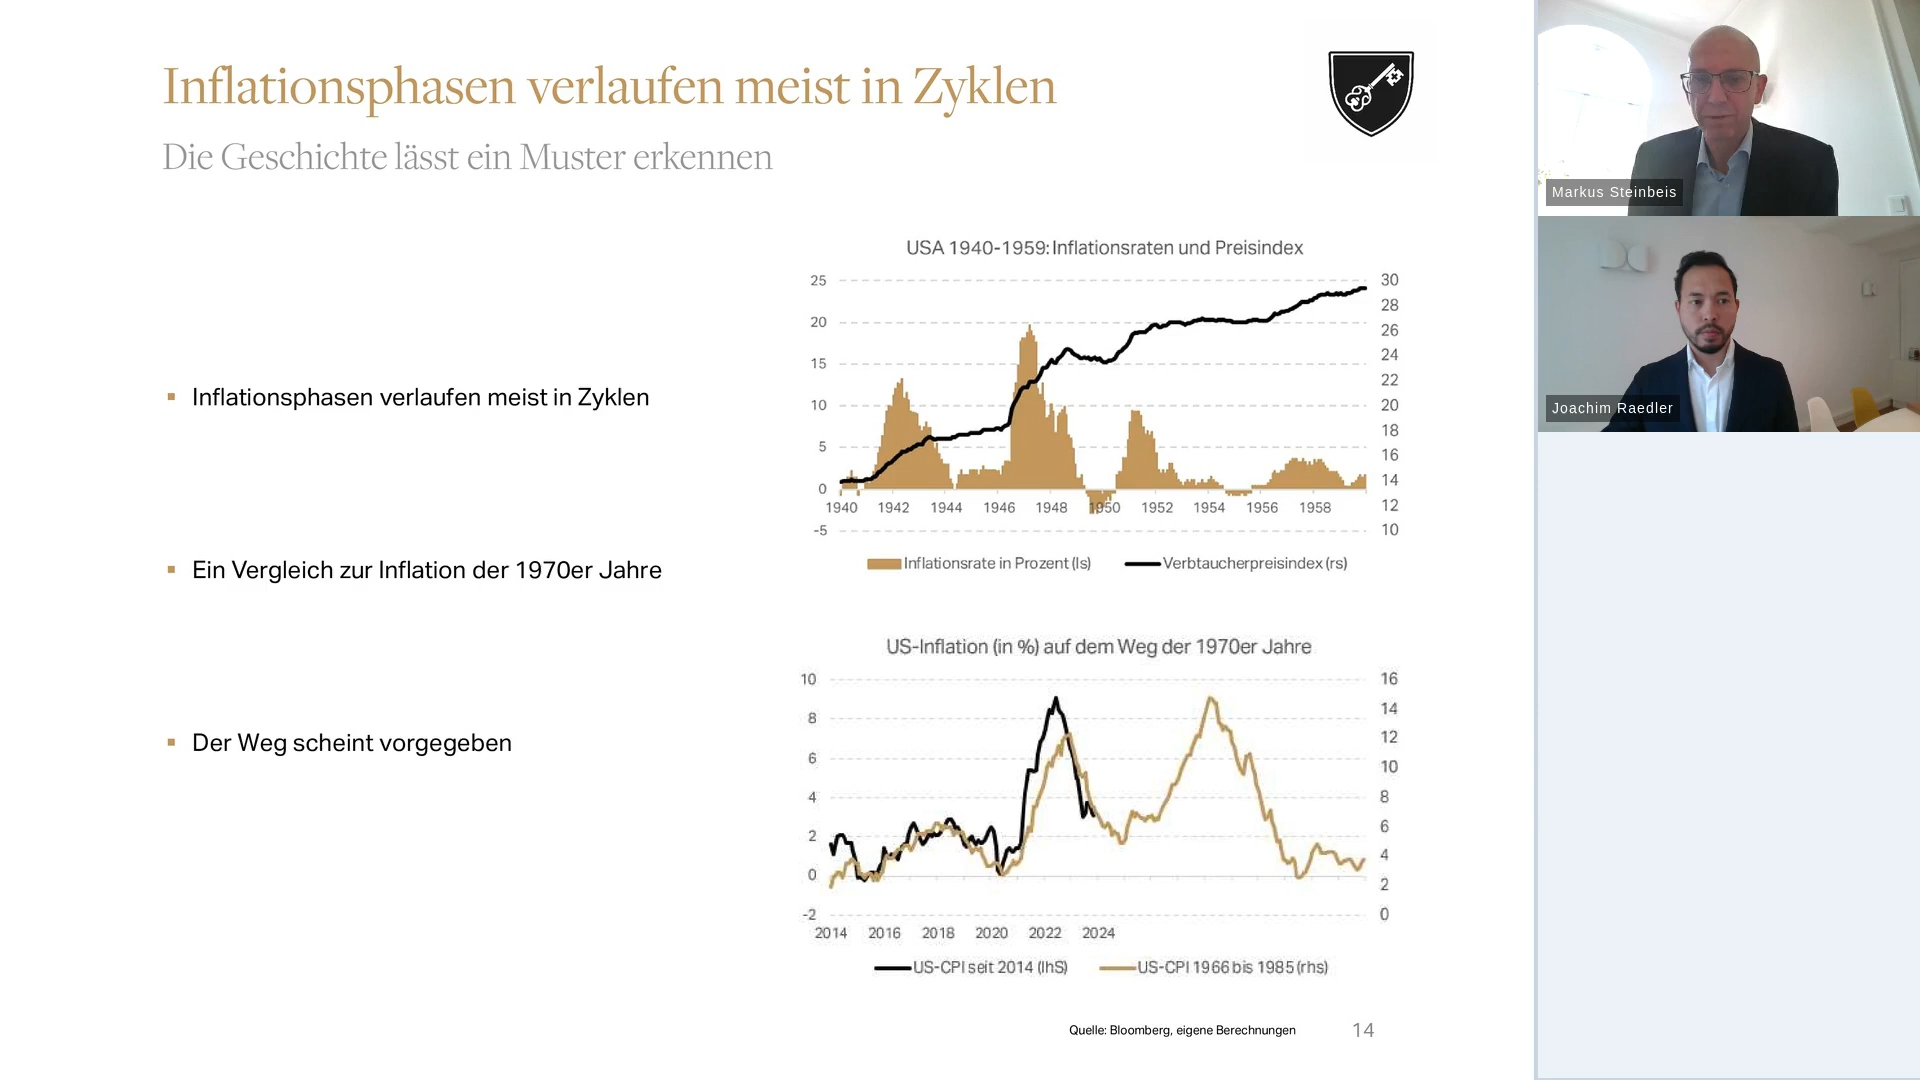 Inflationsphasen verlaufen meist in Zyklen
Die Geschichte lässt ein Muster erkennen
Inflationsphasen verlaufen meist in Zyklen
Ein Vergleich zur Inflation der 1970er Jahre
Der Weg scheint vorgegeben
USA 1940-1959: Inflationsraten und Preisindex
25
20
15
10
5
0
-5
30
28
26
24
22
20
18
16
14
12
10
1940 1942 1944 1946 1948 1950 1952 1954 1956 1958
Inflationsrate in Prozent (ls) Verbtaucherpreisindex (rs)
US-Inflation (in %) auf dem Weg der 1970er Jahre
10
8
6
4
2
0
-2
16
14
12
10
8
6
4
2
0
2014 2016 2018 2020 2022 2024
US-CPI seit 2014 (lhS) US-CPI 1966 bis 1985 (rhs)
Quelle: Bloomberg, eigene Berechnungen
14
Markus Steinbeis
Joachim Raedler